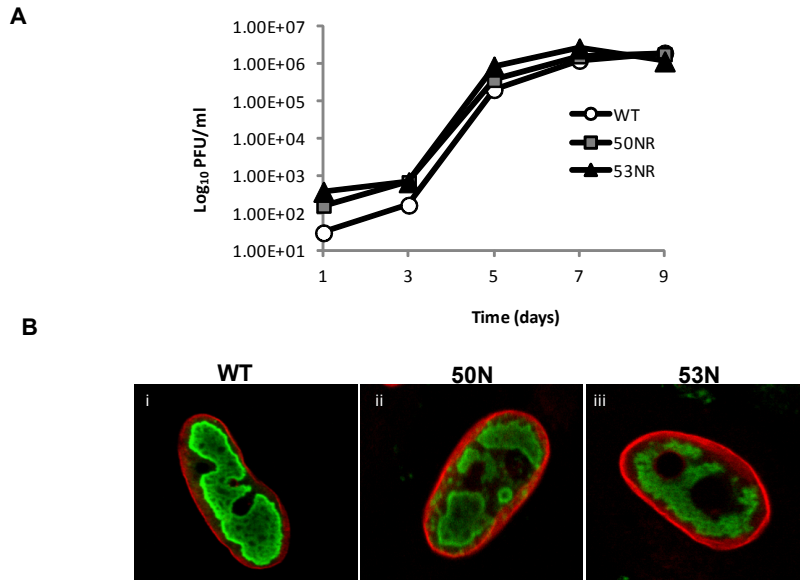 A
1.00E+07
1.00E+06
1.00E+05
1.00E+04
1.00E+03
1.00E+02
1.00E+01
Log10 PFU/ml
WT
50NR
53NR
1 3 5 7 9
Time (days)
B
WT 50N 53N
i ii iii